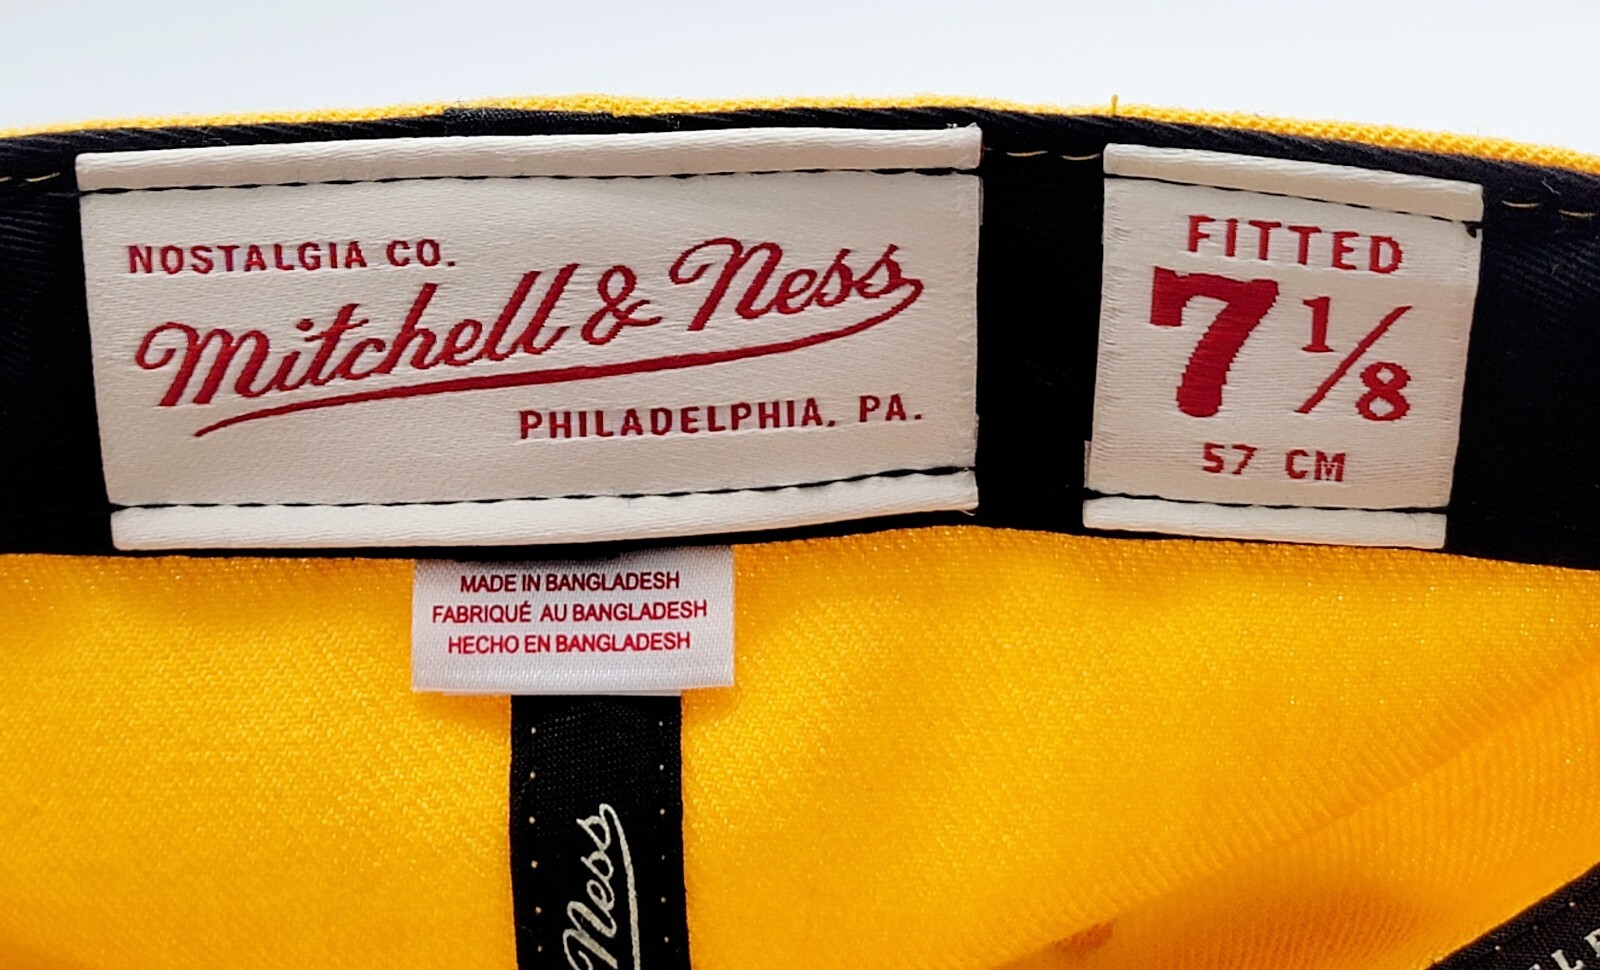 NOSTALGIA CO.
Mitchell & Ness
PHILADELPHIA, PA.
FITTED
7 1/8
57 CM
MADE IN BANGLADESH
FABRIQUÉ AU BANGLADESH
HECHO EN BANGLADESH
Ness